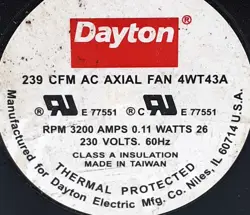 Dayton®
239 CFM AC AXIAL FAN 4WT43A
® E 77551 © ® E 77551
RPM 3200 AMPS 0.11 WATTS 26
230 VOLTS. 60Hz
CLASS A INSULATION
MADE IN TAIWAN
THERMAL PROTECTED
Manufactured for Dayton Electric Mfg. Co. Niles, IL 60714 U.S.A.